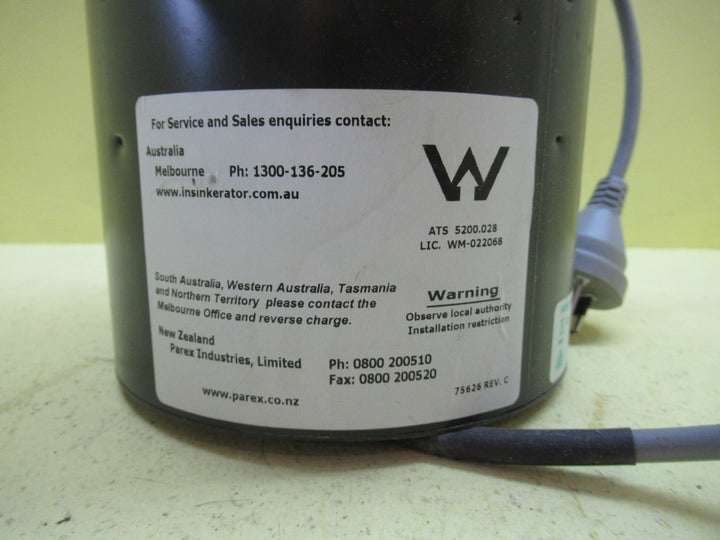 For Service and Sales enquiries contact:
Australia
Melbourne Ph: 1300-136-205
www.insinkerator.com.au
ATS 5200.028
LIC. WM-022068
South Australia, Western Australia, Tasmania
and Northern Territory please contact the
Melbourne Office and reverse charge.
Warning
Observe local authority
Installation restriction
New Zealand
Parex Industries, Limited
Ph: 0800 200510
Fax: 0800 200520
www.parex.co.nz
75626 REV. C